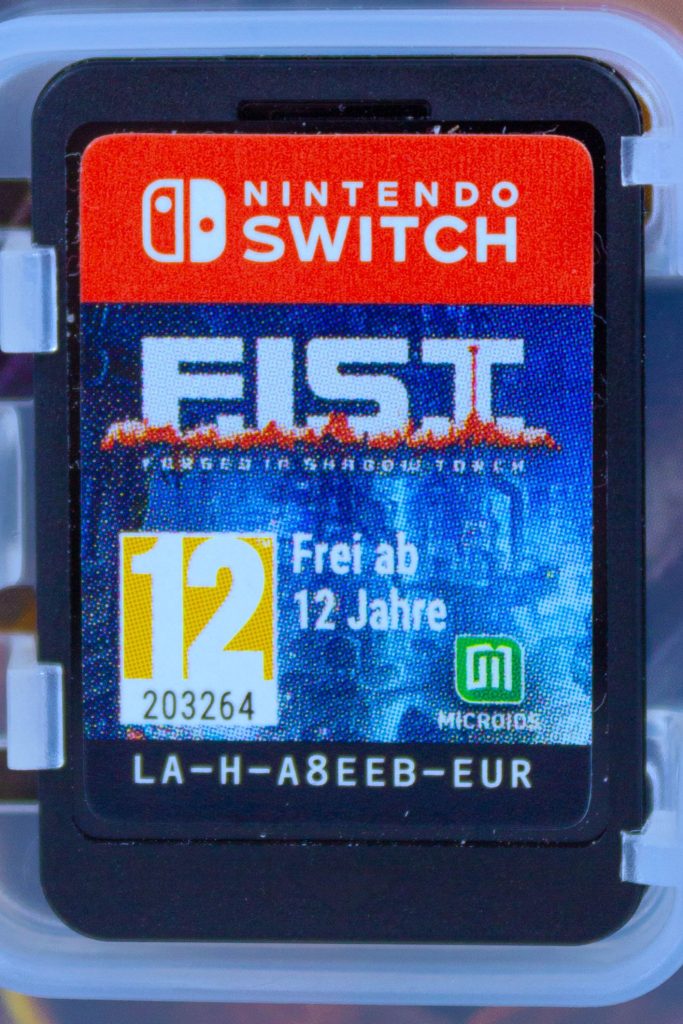 NINTENDO
SWITCH
F.I.S.T.
FORGED IN SHADOW TORCH
12
Frei ab
12 Jahre
203264
MICROIDS
LA-H-A8EEB-EUR